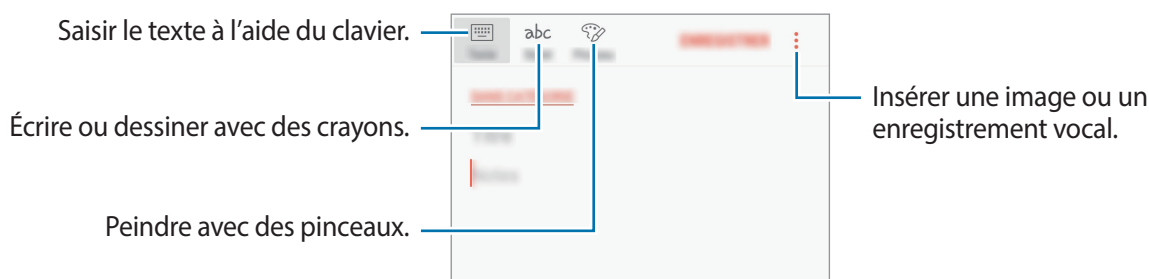 Saisir le texte à l’aide du clavier.
abc
ENREGISTRER
Écrire ou dessiner avec des crayons.
Insérer une image ou un
enregistrement vocal.
Peindre avec des pinceaux.